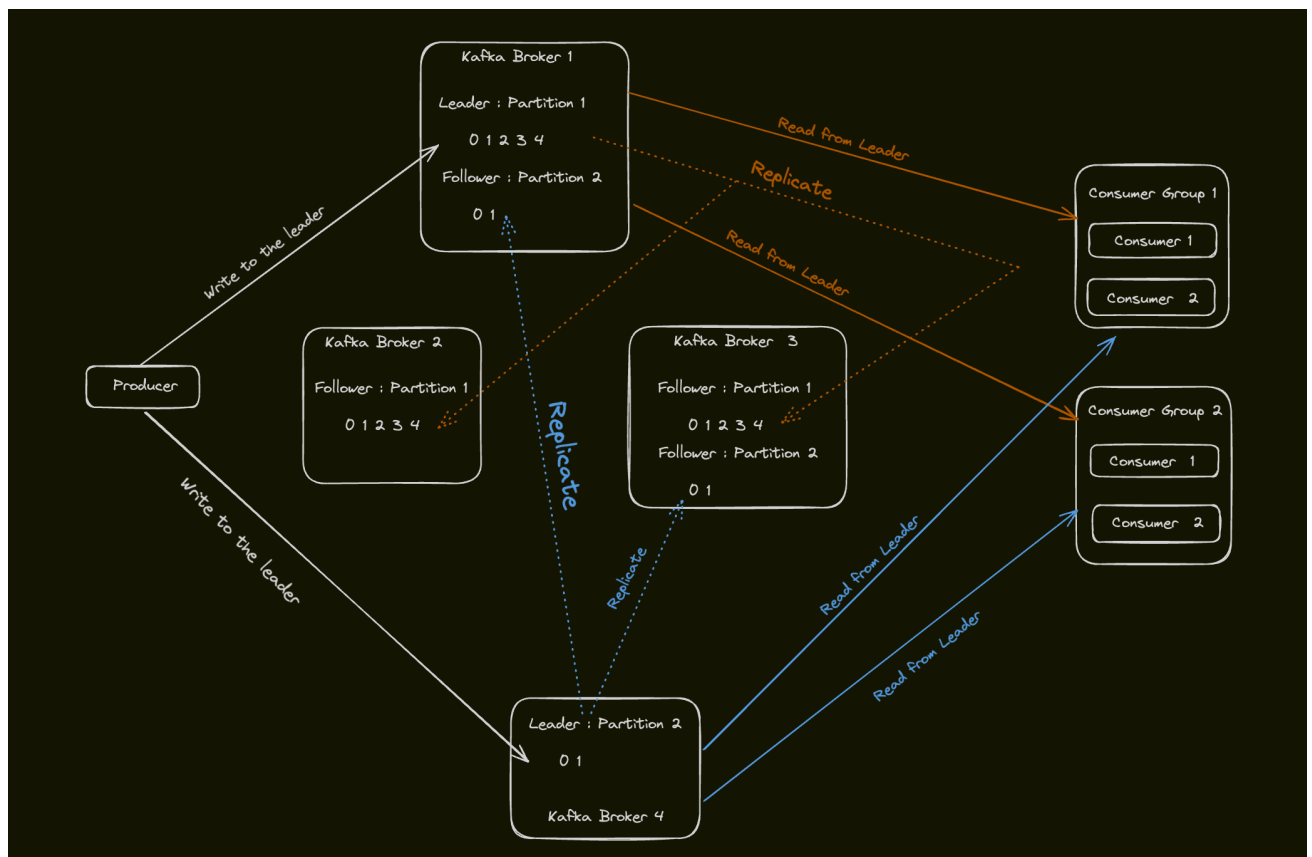 Kafka Broker 1
Leader : Partition 1
0 1 2 3 4
Follower : Partition 2
0 1
Read from Leader
Replicate
Read from Leader
Write to the leader
Consumer Group 1
Consumer 1
Consumer 2
Kafka Broker 2
Follower : Partition 1
0 1 2 3 4
Kafka Broker 3
Follower : Partition 1
0 1 2 3 4
Follower : Partition 2
0 1
Producer
Consumer Group 2
Consumer 1
Consumer 2
Replicate
Write to the leader
Replicate
Read from Leader
Read from Leader
Leader : Partition 2
0 1
Kafka Broker 4